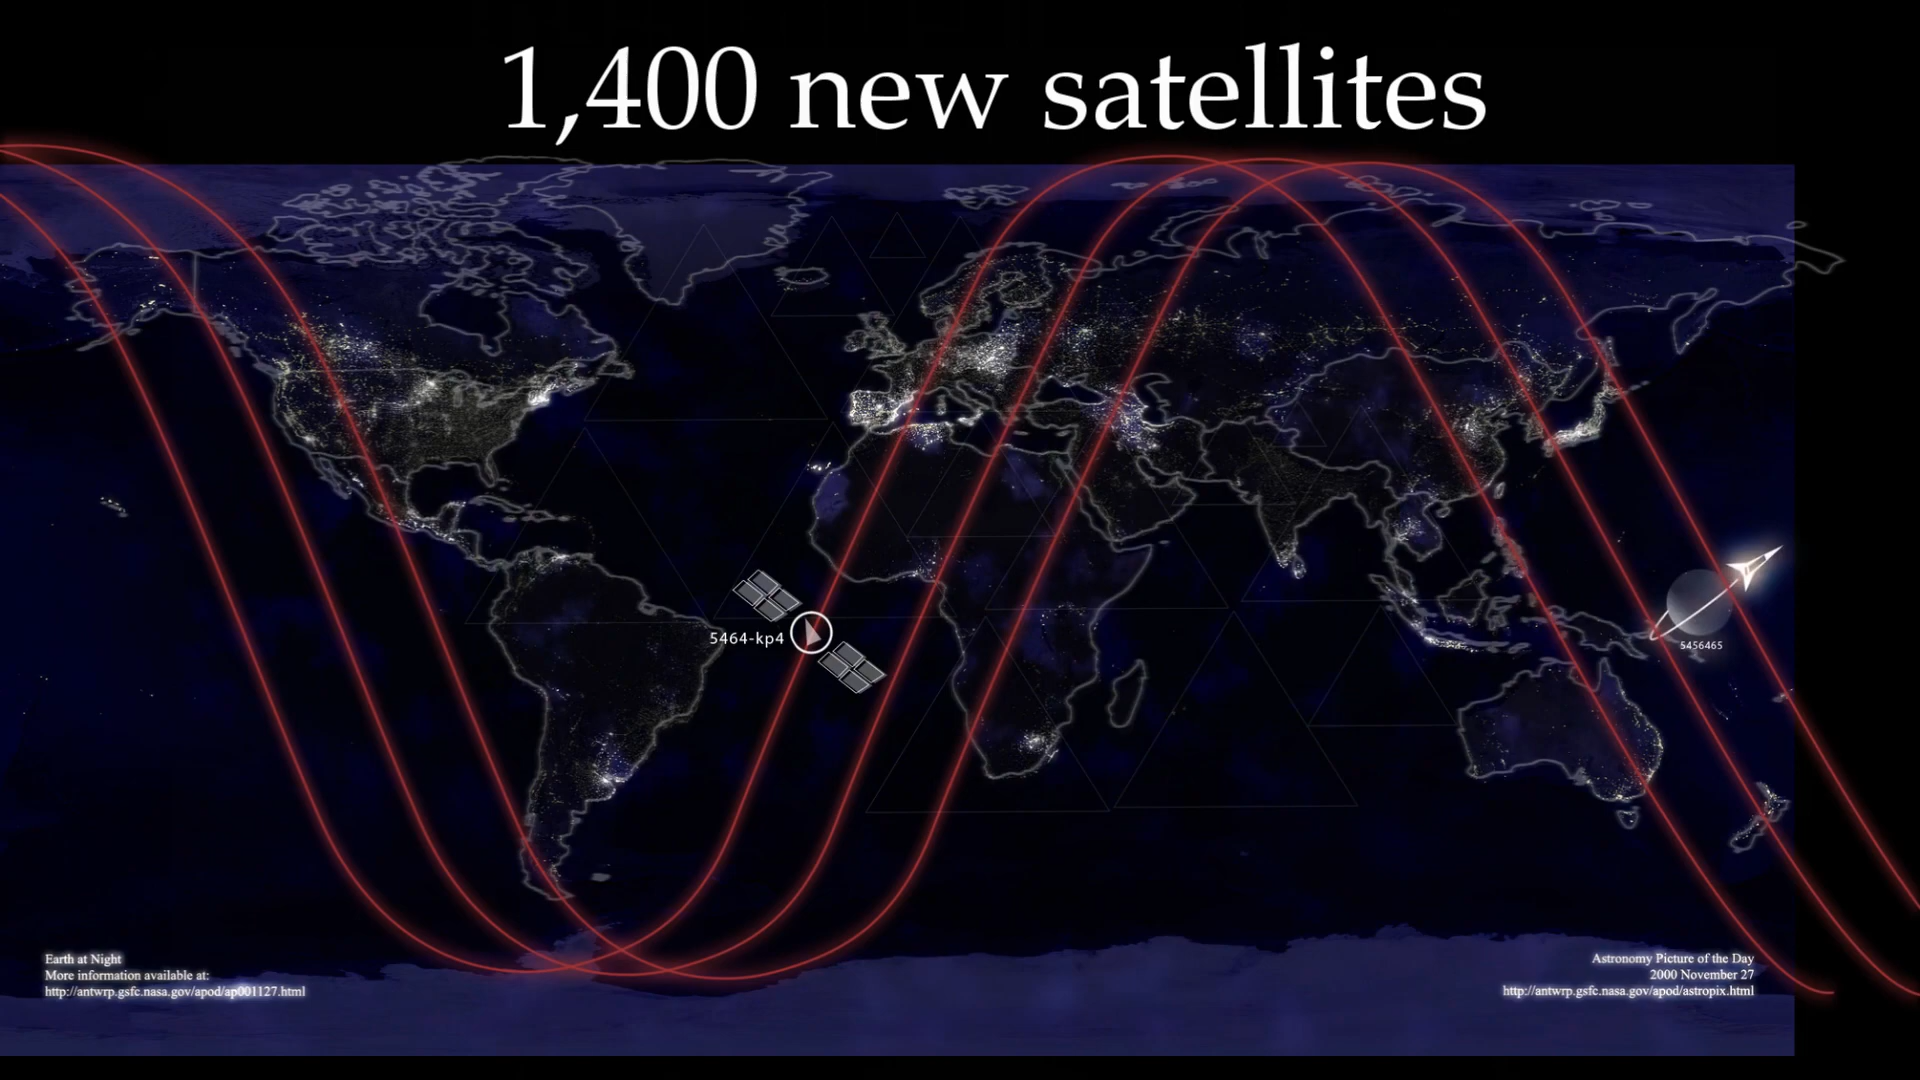 1,400 new satellites
5464-kp4
5456465
Earth at Night
More information available at:
http://antwrp.gsfc.nasa.gov/apod/ap001127.html
Astronomy Picture of the Day
2000 November 27
http://antwrp.gsfc.nasa.gov/apod/astropix.html